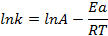 lnk = lnA − Ea/RT